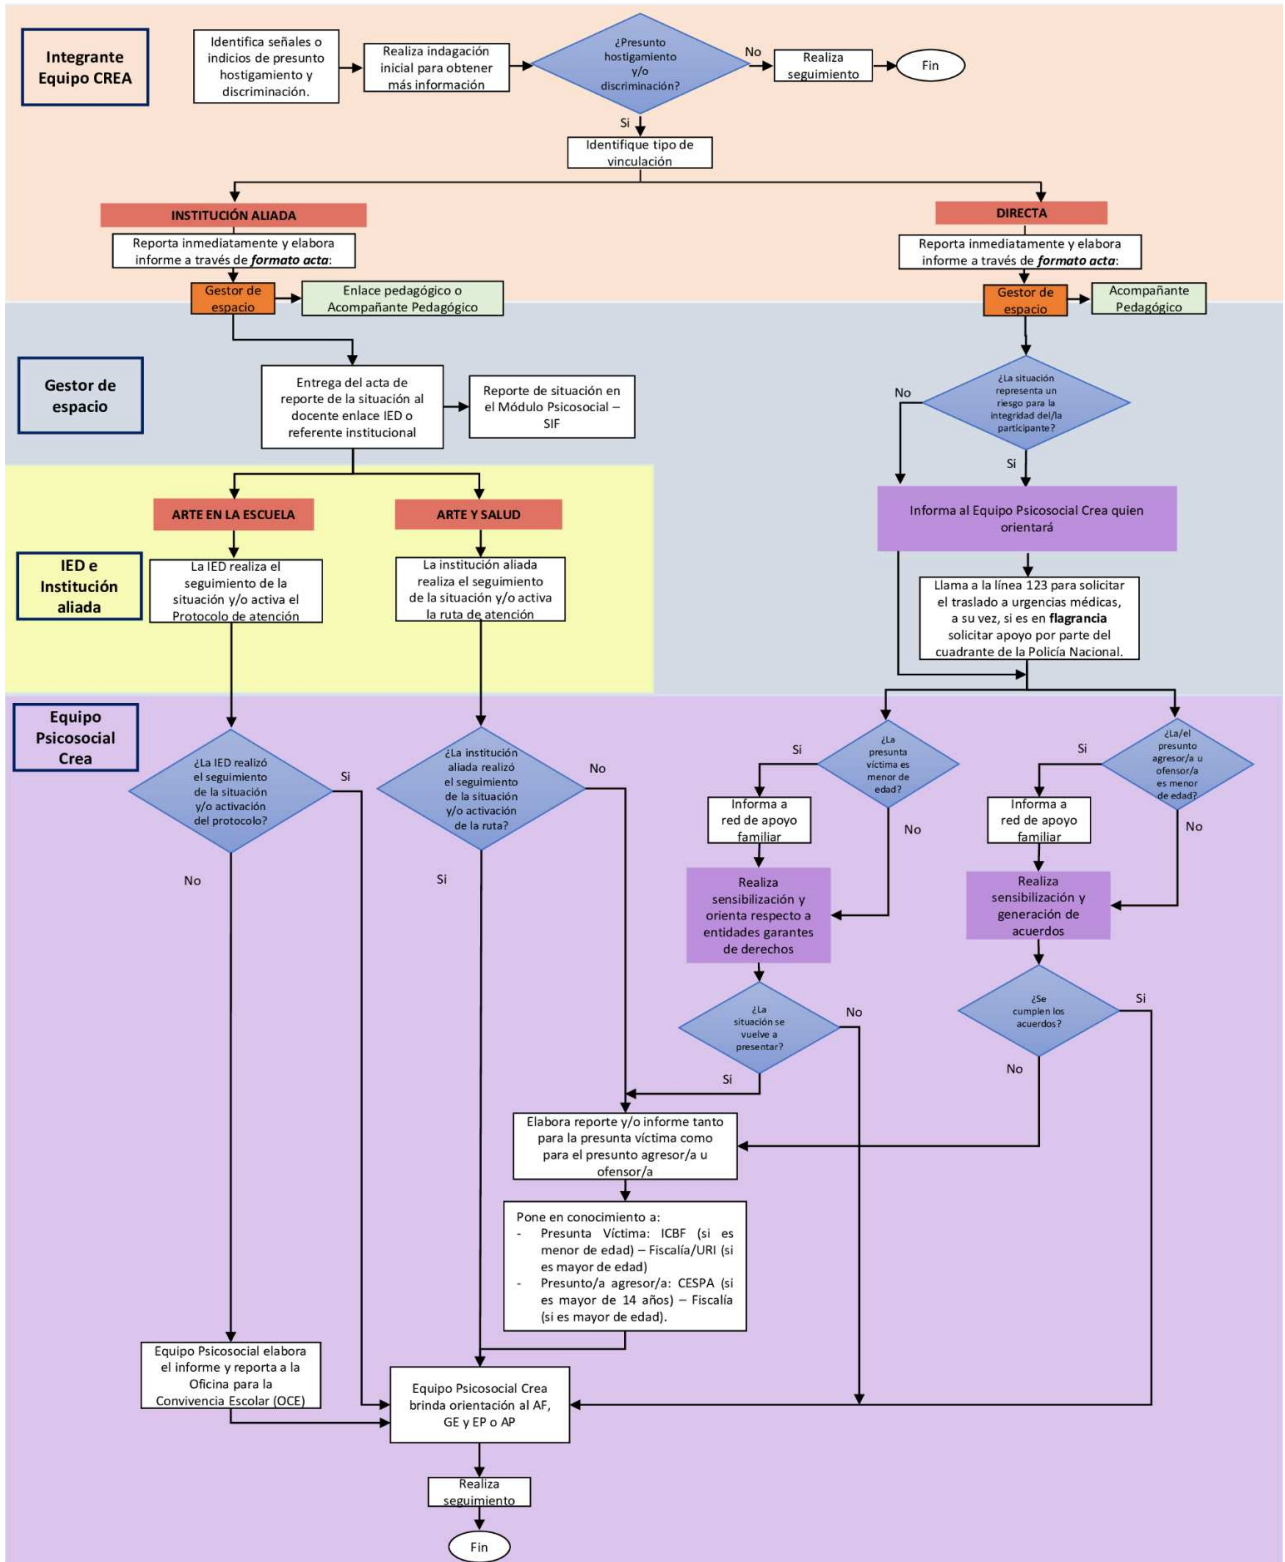 Integrante
Equipo CREA
Identifica señales o
indicios de presunto
hostigamiento y
discriminación.
Realiza indagación
inicial para obtener
más información
¿Presunto
hostigamiento
y/o
discriminación?
No
Realiza
seguimiento
Fin
Si
Identifique tipo de
vinculación
INSTITUCIÓN ALIADA
Reporta inmediatamente y elabora
informe a través de formato acta:
Gestor de
espacio
Enlace pedagógico o
Acompañante Pedagógico
DIRECTA
Reporta inmediatamente y elabora
informe a través de formato acta:
Gestor de
espacio
Acompañante
Pedagógico
Gestor de
espacio
Entrega del acta de
reporte de la situación al
docente enlace IED o
referente institucional
Reporte de situación en
el Módulo Psicosocial –
SIF
¿La situación
representa un
riesgo para la
integridad del/la
participante?
No
Si
Informa al Equipo Psicosocial Crea quien
orientará
Llama a la línea 123 para solicitar
el traslado a urgencias médicas,
a su vez, si es en flagrancia
solicitar apoyo por parte del
cuadrante de la Policía Nacional.
IED e
Institución
aliada
ARTE EN LA ESCUELA
La IED realiza el
seguimiento de la
situación y/o activa el
Protocolo de atención
ARTE Y SALUD
La institución aliada
realiza el seguimiento
de la situación y/o activa
la ruta de atención
Equipo
Psicosocial
Crea
¿La IED realizó
el seguimiento
de la situación
y/o activación
del protocolo?
Si
No
¿La institución
aliada realizó
el seguimiento
de la situación
y/o activación
de la ruta?
No
Si
¿La
presunta
víctima es
menor de
edad?
Si
No
Informa a
red de apoyo
familiar
Realiza
sensibilización y
orienta respecto a
entidades garantes
de derechos
¿La
situación se
vuelve a
presentar?
No
Si
¿La/el
presunto
agresor/a u
ofensor/a
es menor
de edad?
Si
No
Informa a
red de apoyo
familiar
Realiza
sensibilización y
generación de
acuerdos
¿Se
cumplen los
acuerdos?
Si
No
Elabora reporte y/o informe tanto
para la presunta víctima como
para el presunto agresor/a u
ofensor/a
Pone en conocimiento a:
- Presunta Víctima: ICBF (si es
menor de edad) – Fiscalía/URI (si
es mayor de edad)
- Presunto/a agresor/a: CESPA (si
es mayor de 14 años) – Fiscalía
(si es mayor de edad).
Equipo Psicosocial elabora
el informe y reporta a la
Oficina para la
Convivencia Escolar (OCE)
Equipo Psicosocial Crea
brinda orientación al AF,
GE y EP o AP
Realiza
seguimiento
Fin